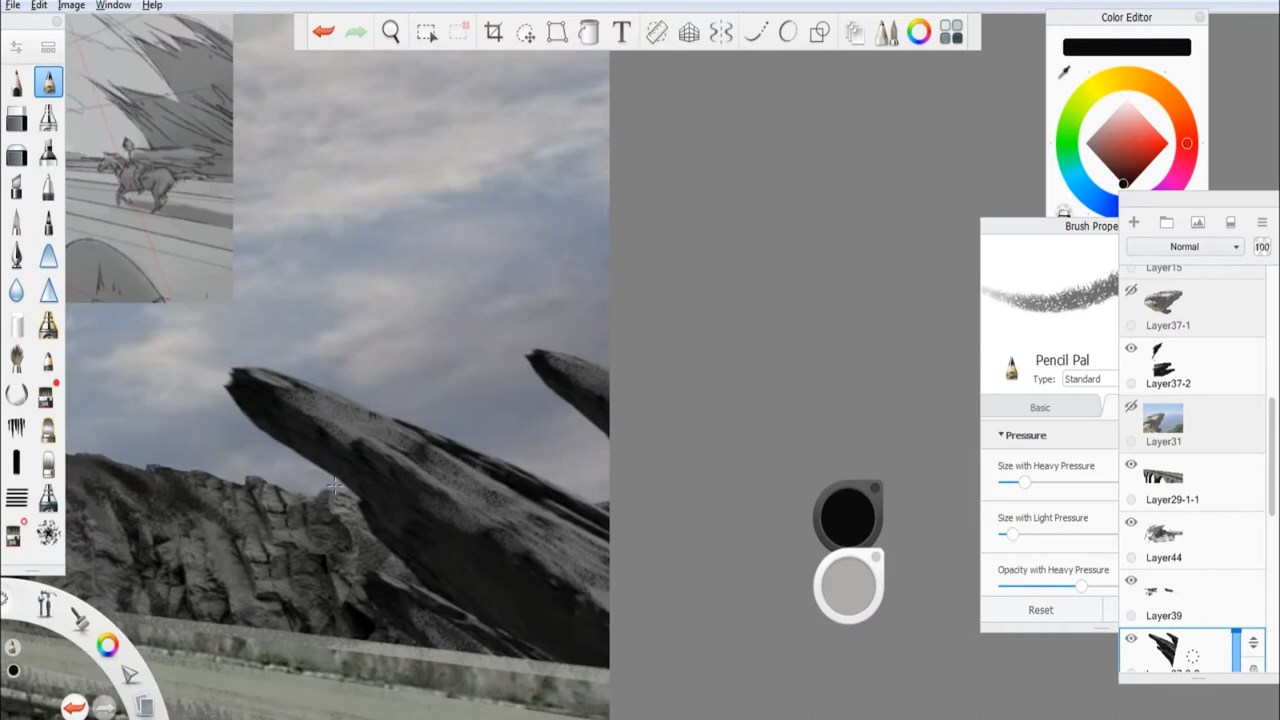 File Edit Image Window Help
T
Color Editor
Brush Prope
Normal
100
Layer15
Layer37-1
Pencil Pal
Type: Standard
Layer37-2
Basic
Pressure
Layer31
Size with Heavy Pressure
Layer29-1-1
Size with Light Pressure
Layer44
Opacity with Heavy Pressure
Reset
Layer39